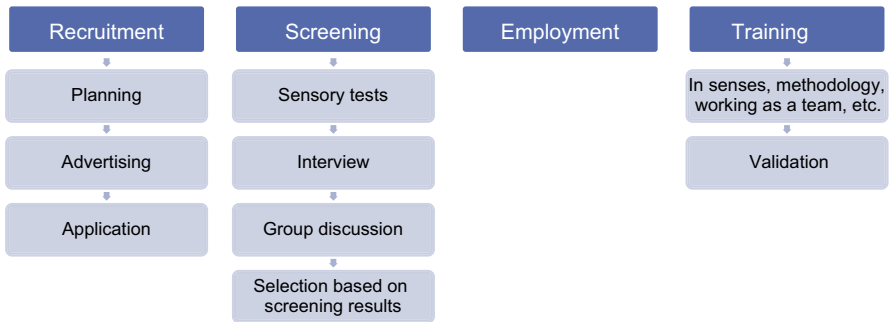 Recruitment
Planning
Advertising
Application
Screening
Sensory tests
Interview
Group discussion
Selection based on
screening results
Employment
Training
In senses, methodology,
working as a team, etc.
Validation